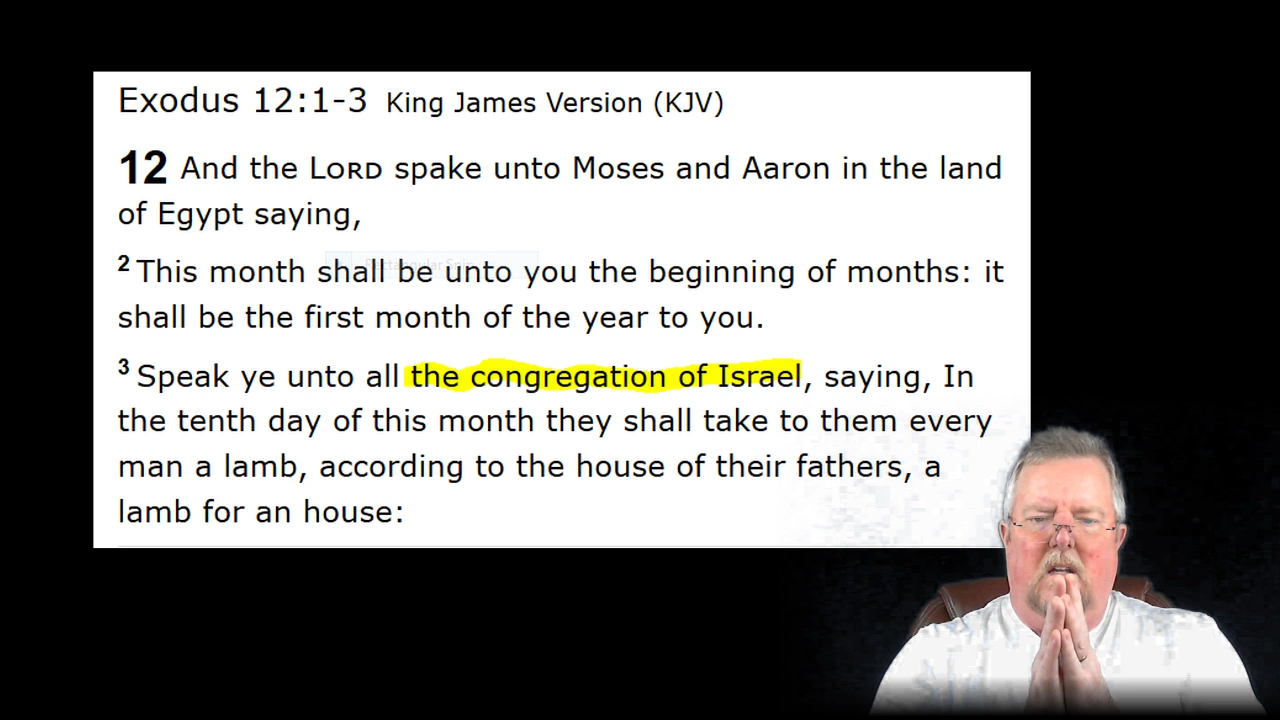 Exodus 12:1-3 King James Version (KJV)
12 And the LORD spake unto Moses and Aaron in the land
of Egypt saying,
2 This month shall be unto you the beginning of months: it
shall be the first month of the year to you.
3 Speak ye unto all the congregation of Israel, saying, In
the tenth day of this month they shall take to them every
man a lamb, according to the house of their fathers, a
lamb for an house: